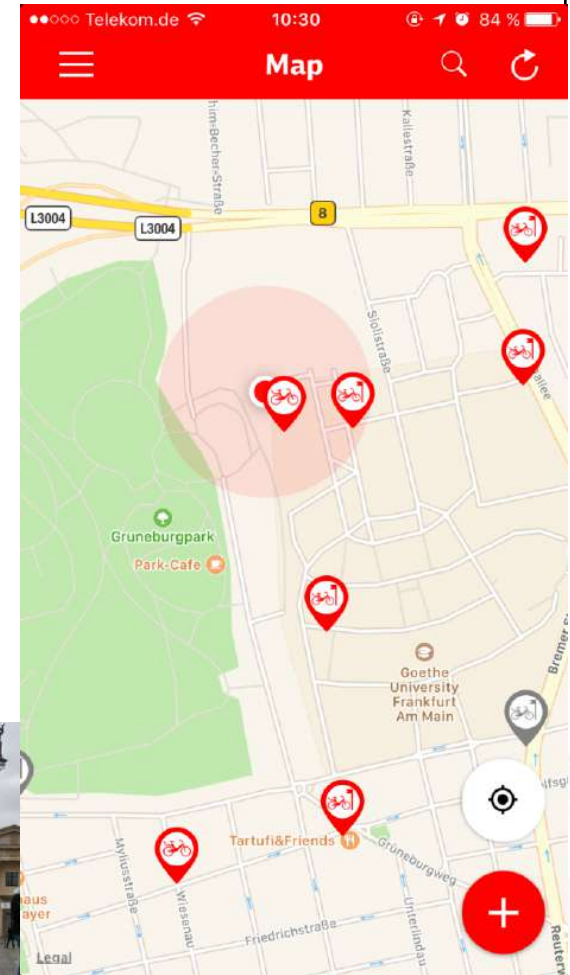 ●●○○○ Telekom.de 10:30 84 %
Map
Kallestraße
L3004
L3004
8
Siolistraße
Gruneburgpark
Park-Cafe
Goethe
University
Frankfurt
Am Main
Tartufi&Friends
Grüneburgweg
Myliusstraße
Wiesenau
Friedrichstraße
Unterlindau
+
Legal